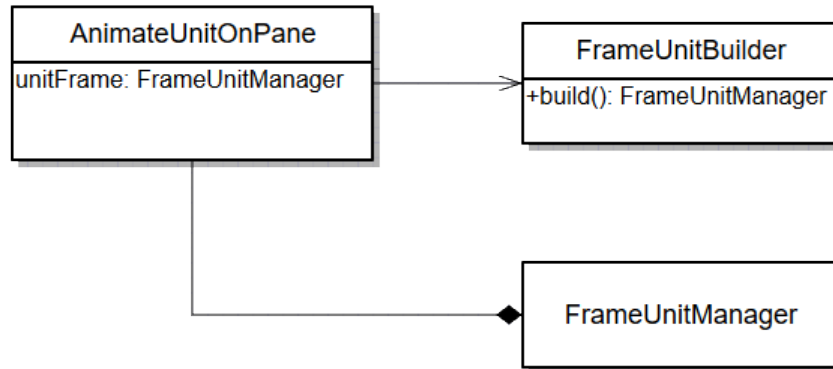 AnimateUnitOnPane
unitFrame: FrameUnitManager
FrameUnitBuilder
+build(): FrameUnitManager
FrameUnitManager